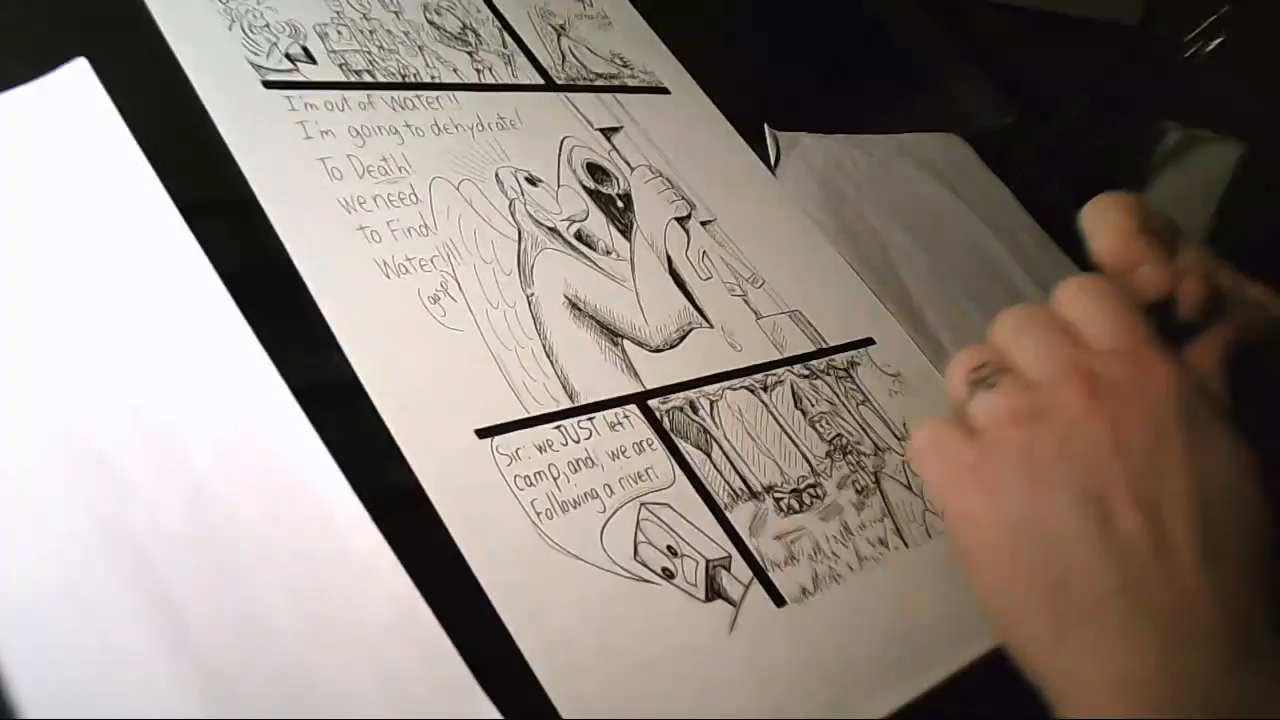 I'm out of water!!
I'm going to dehydrate!
To Death!
we need
to Find
Water!!!
(gasp)
Sir: we JUST left
camp, and, we are
Following a river!